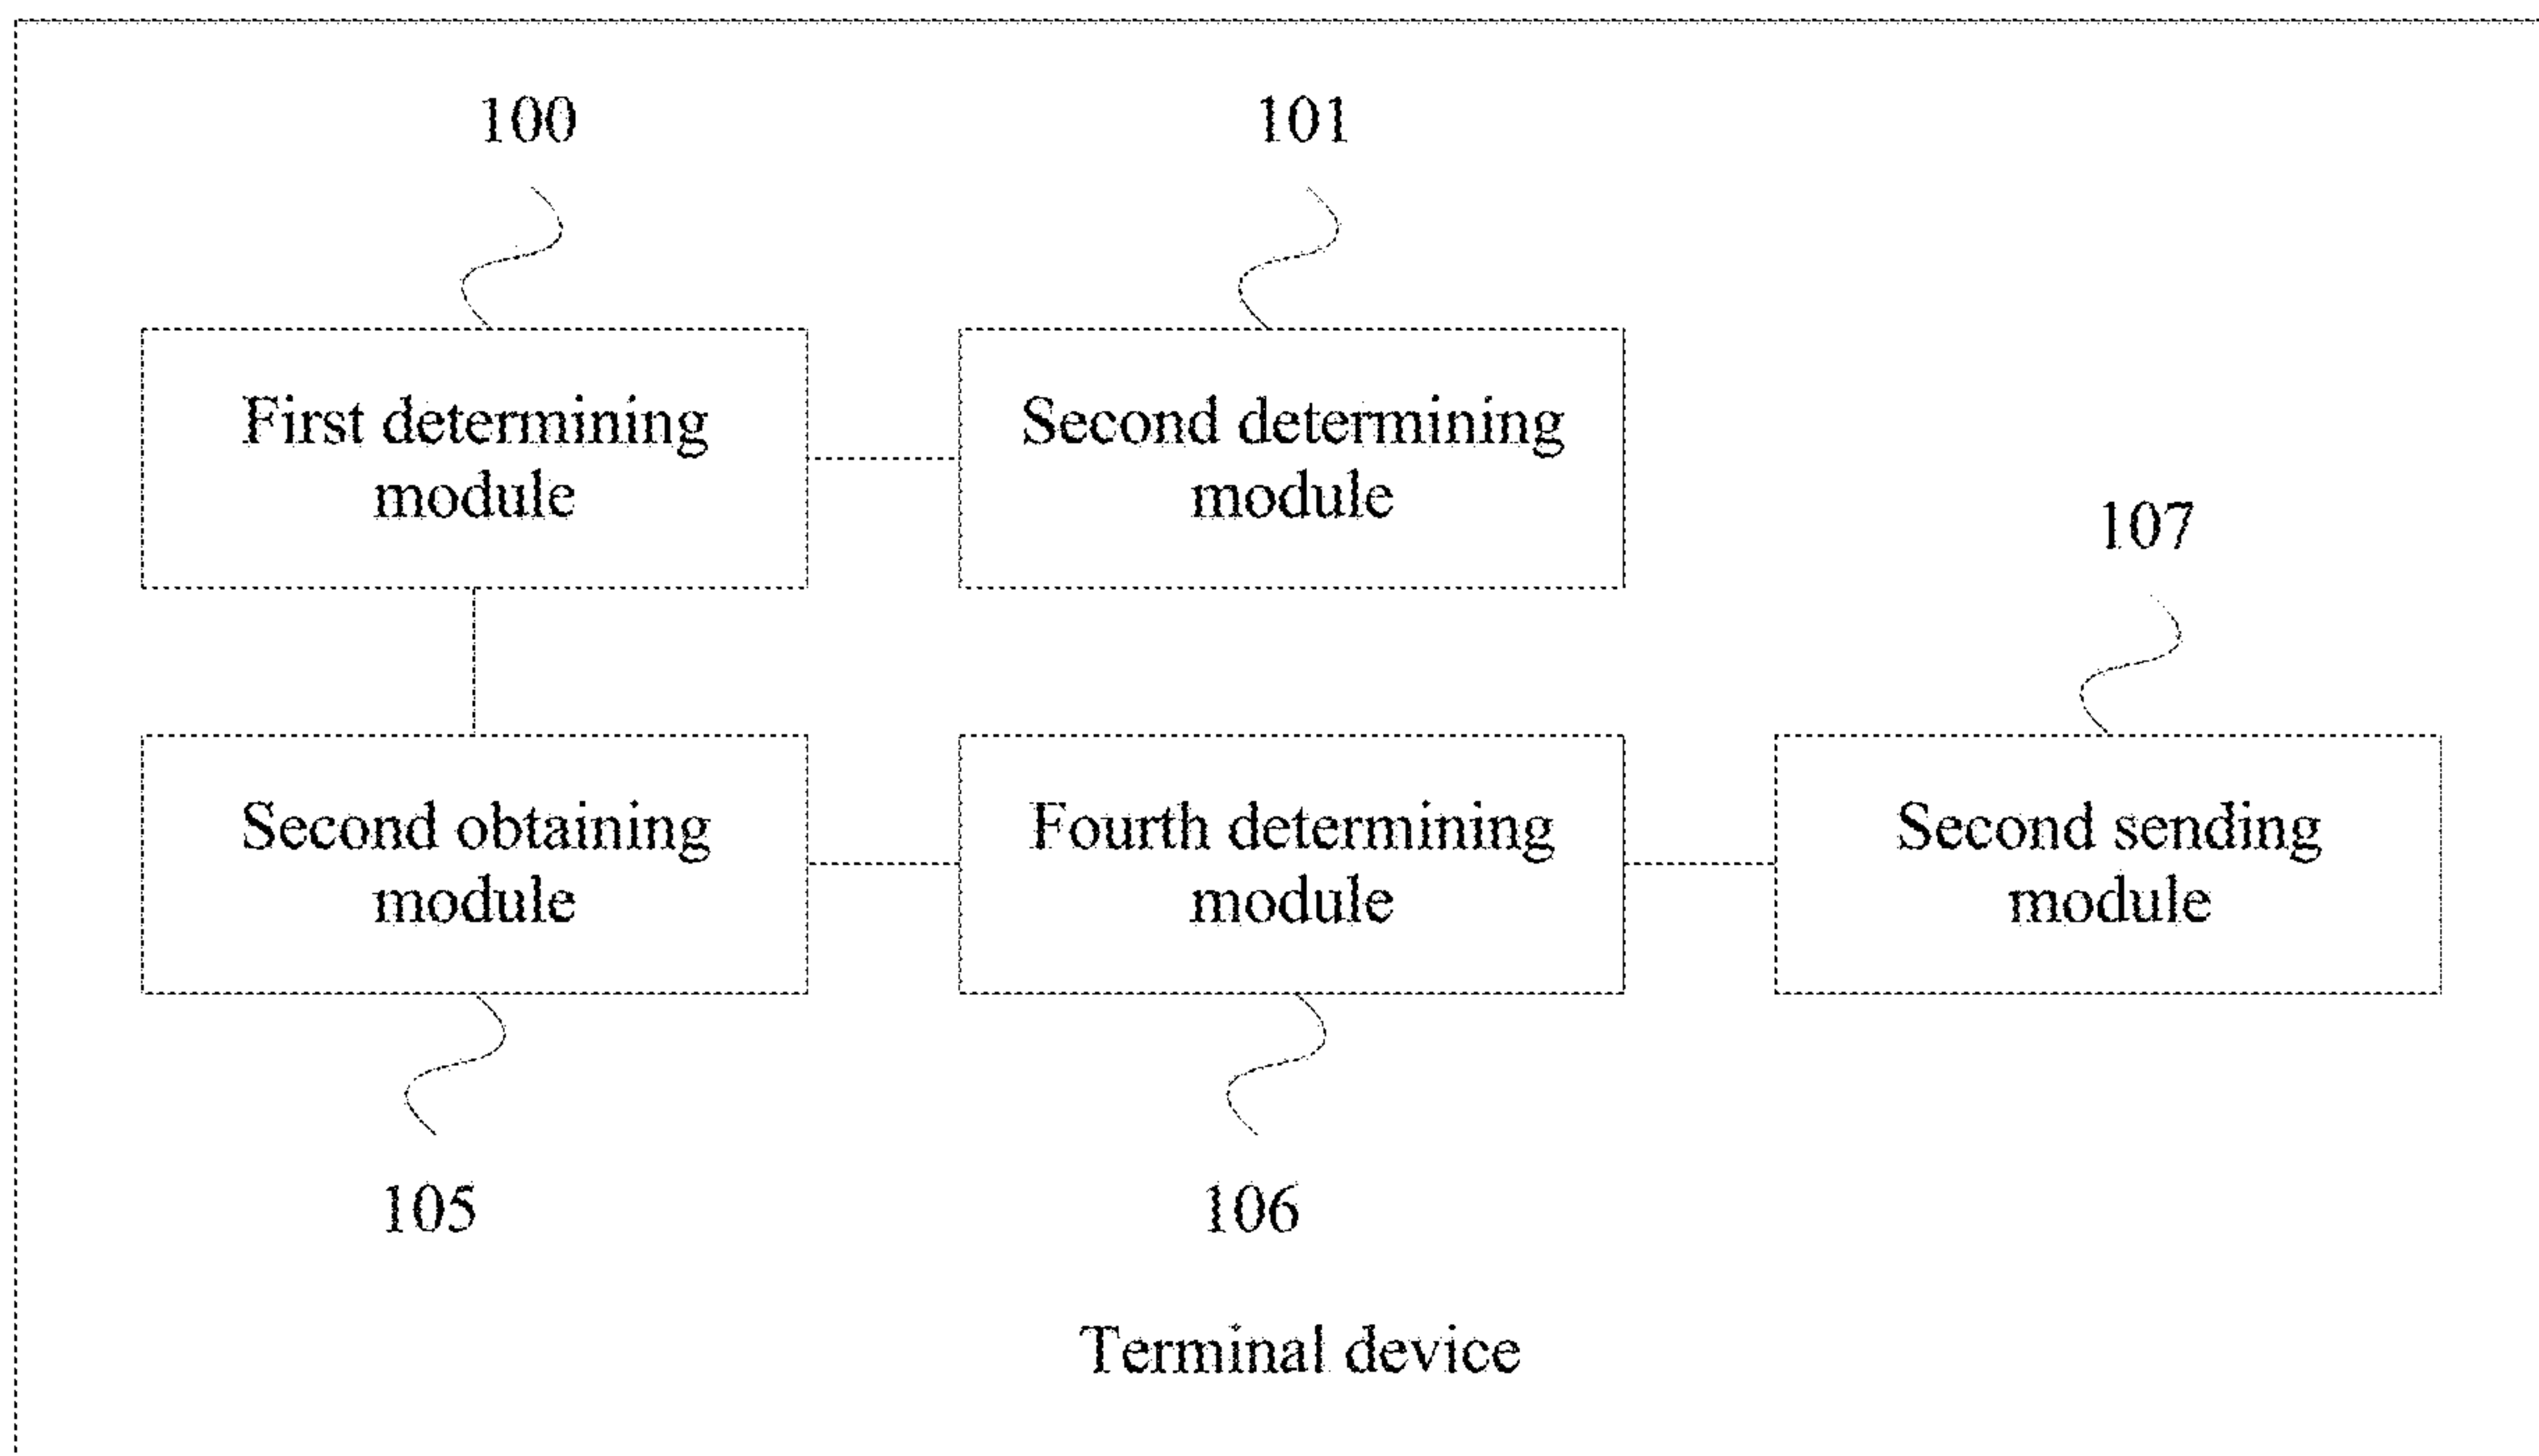 100
101
First determining
module
Second determining
module
107
Second obtaining
module
Fourth determining
module
Second sending
module
105
106
Terminal device